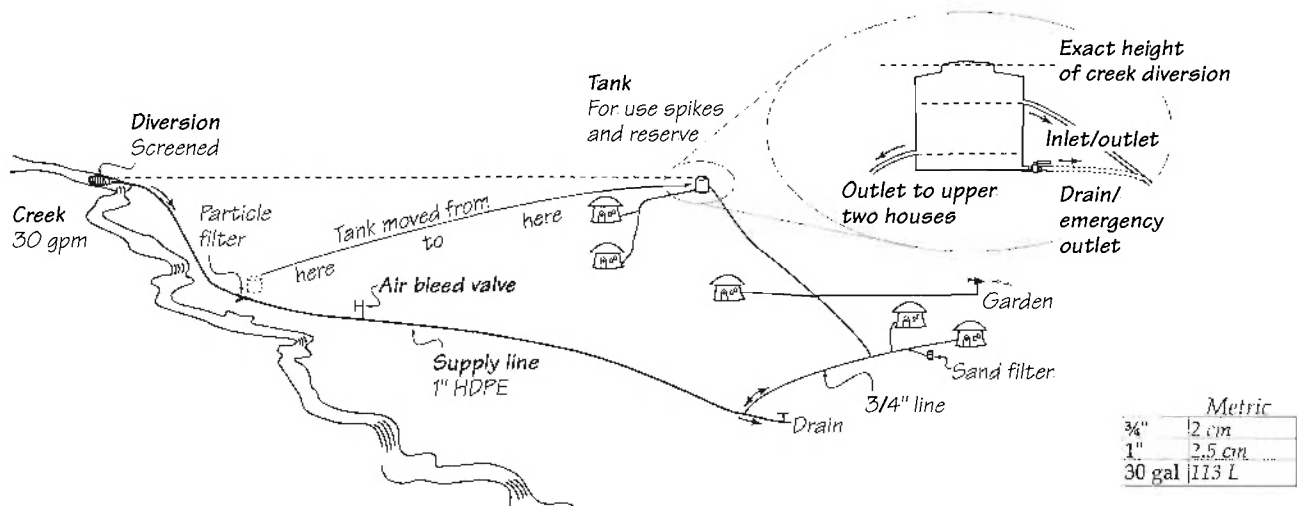 Diversion
Screened
Creek
30 gpm
Particle
filter
Tank moved from
here
to
here
Air bleed valve
Supply line
1" HDPE
Tank
For use spikes
and reserve
Exact height
of creek diversion
Inlet/outlet
Outlet to upper
two houses
Drain/
emergency
outlet
Garden
Sand filter
3/4" line
Drain
Metric
¾" 2 cm
1" 2.5 cm
30 gal 113 L